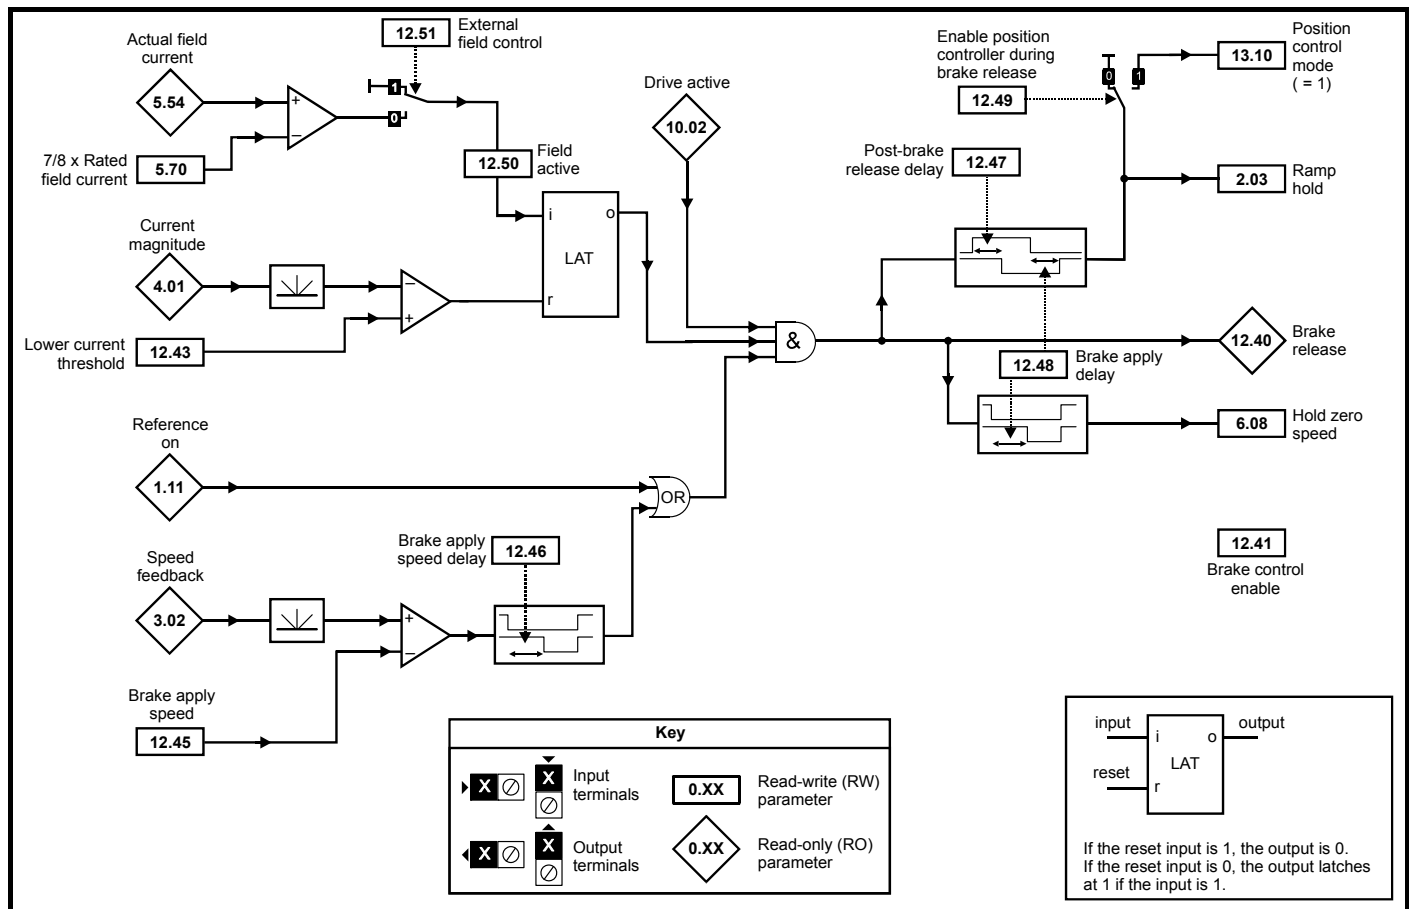 Actual field
current
5.54
7/8 x Rated
field current
5.70
12.51
External
field control
+
–
1
0
12.50
Field
active
Current
magnitude
4.01
Lower current
threshold
12.43
–
+
i
o
LAT
r
Drive active
10.02
&
Reference
on
1.11
OR
Speed
feedback
3.02
Brake apply
speed
12.45
+
–
Brake apply
speed delay
12.46
Enable position
controller during
brake release
12.49
0
1
13.10
Position
control
mode
( = 1)
Post-brake
release delay
12.47
2.03
Ramp
hold
12.40
Brake
release
12.48
Brake apply
delay
6.08
Hold zero
speed
12.41
Brake control
enable
Key
X
X
Input
terminals
0.XX
Read-write (RW)
parameter
X
X
Output
terminals
0.XX
Read-only (RO)
parameter
input
output
i
o
LAT
reset
r
If the reset input is 1, the output is 0.
If the reset input is 0, the output latches
at 1 if the input is 1.